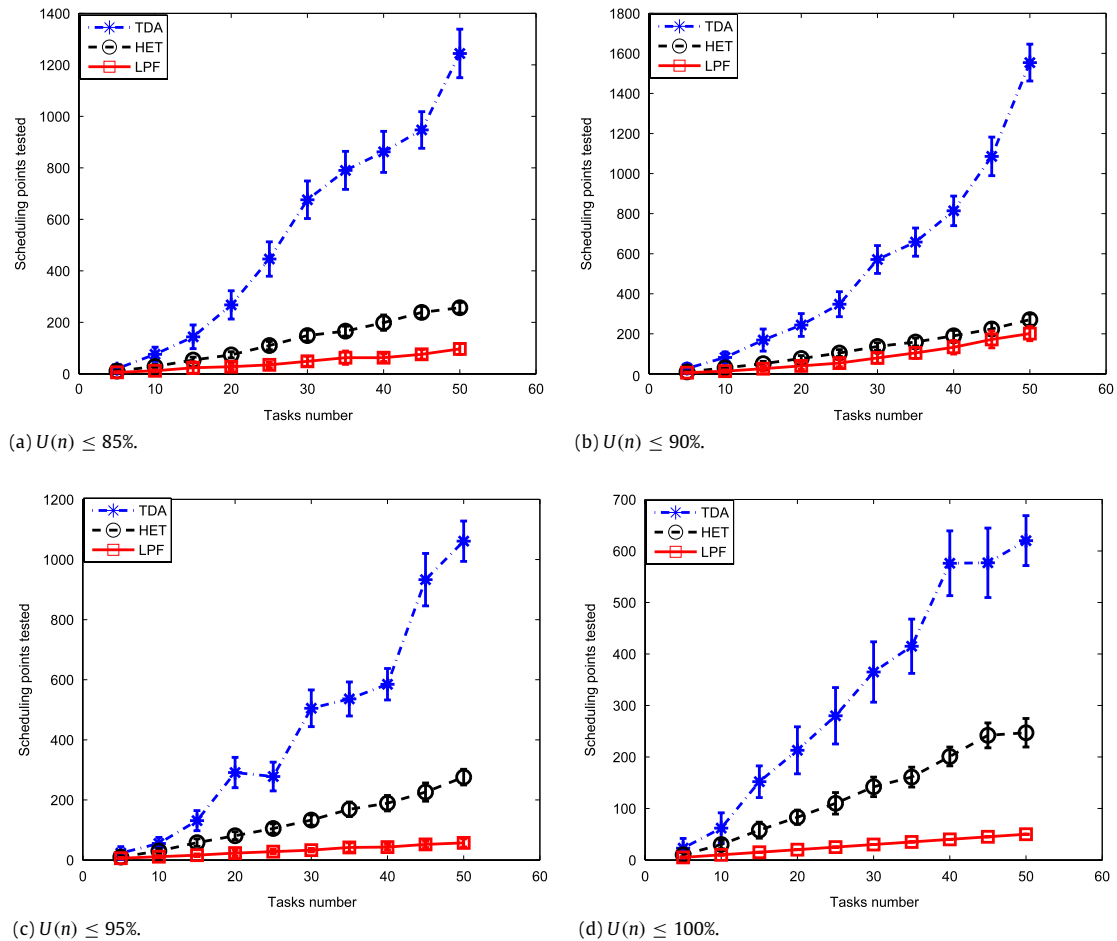 1400
1200
1000
800
600
400
200
0
0
10
20
30
40
50
60
Scheduling points tested
Tasks number
TDA
HET
LPF
(a) U(n) ≤ 85%.
1800
1600
1400
1200
1000
800
600
400
200
0
0
10
20
30
40
50
60
Scheduling points tested
Tasks number
TDA
HET
LPF
(b) U(n) ≤ 90%.
1200
1000
800
600
400
200
0
0
10
20
30
40
50
60
Scheduling points tested
Tasks number
TDA
HET
LPF
(c) U(n) ≤ 95%.
700
600
500
400
300
200
100
0
0
10
20
30
40
50
60
Scheduling points tested
Tasks number
TDA
HET
LPF
(d) U(n) ≤ 100%.